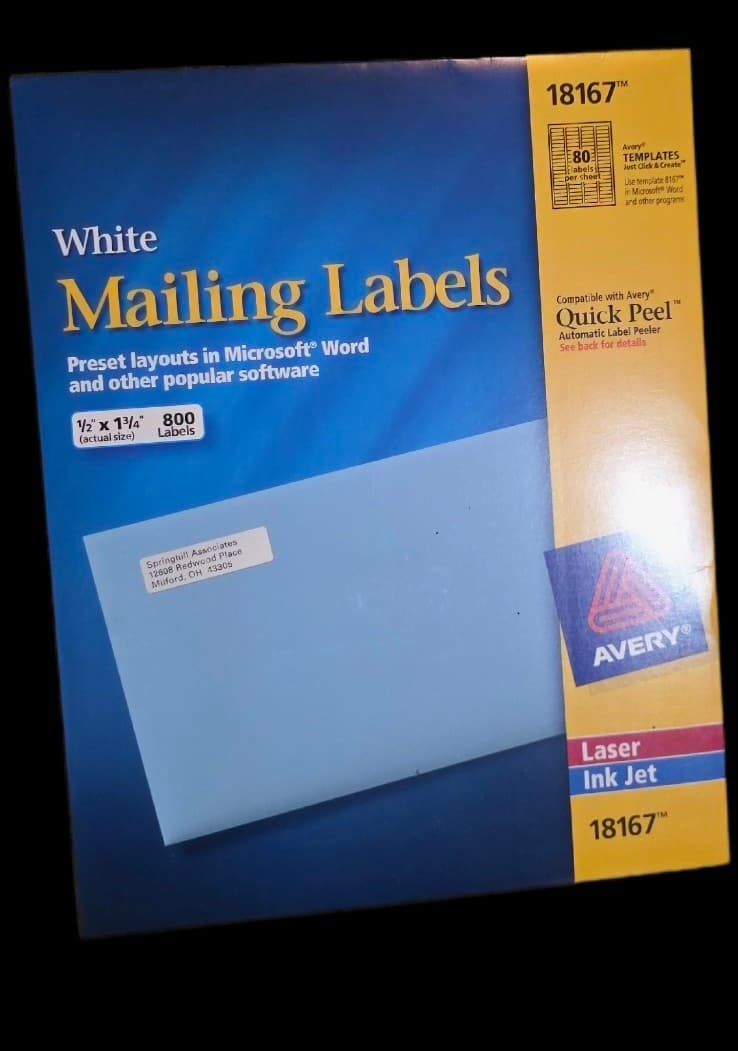 18167™
80
labels
per sheet
Avery®
TEMPLATES
Just Click & Create™
Use template 8167™
in Microsoft® Word
and other programs
White
Mailing Labels
Preset layouts in Microsoft® Word
and other popular software
½" x 1¾"
(actual size)
800
Labels
Compatible with Avery®
Quick Peel™
Automatic Label Peeler
See back for details
Springhill Associates
12608 Redwood Place
Milford, OH 43305
AVERY®
Laser
Ink Jet
18167™